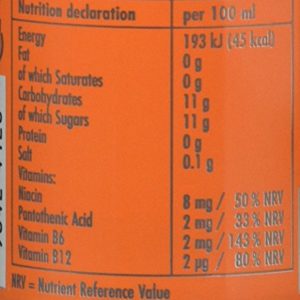 Nutrition declaration per 100 ml
Energy 193 kJ (45 kcal)
Fat 0 g
of which Saturates 0 g
Carbohydrates 11 g
of which Sugars 11 g
Protein 0 g
Salt 0.1 g
Vitamins:
Niacin 8 mg / 50 % NRV
Pantothenic Acid 2 mg / 33 % NRV
Vitamin B6 2 mg / 143 % NRV
Vitamin B12 2 µg / 80 % NRV
NRV = Nutrient Reference Value